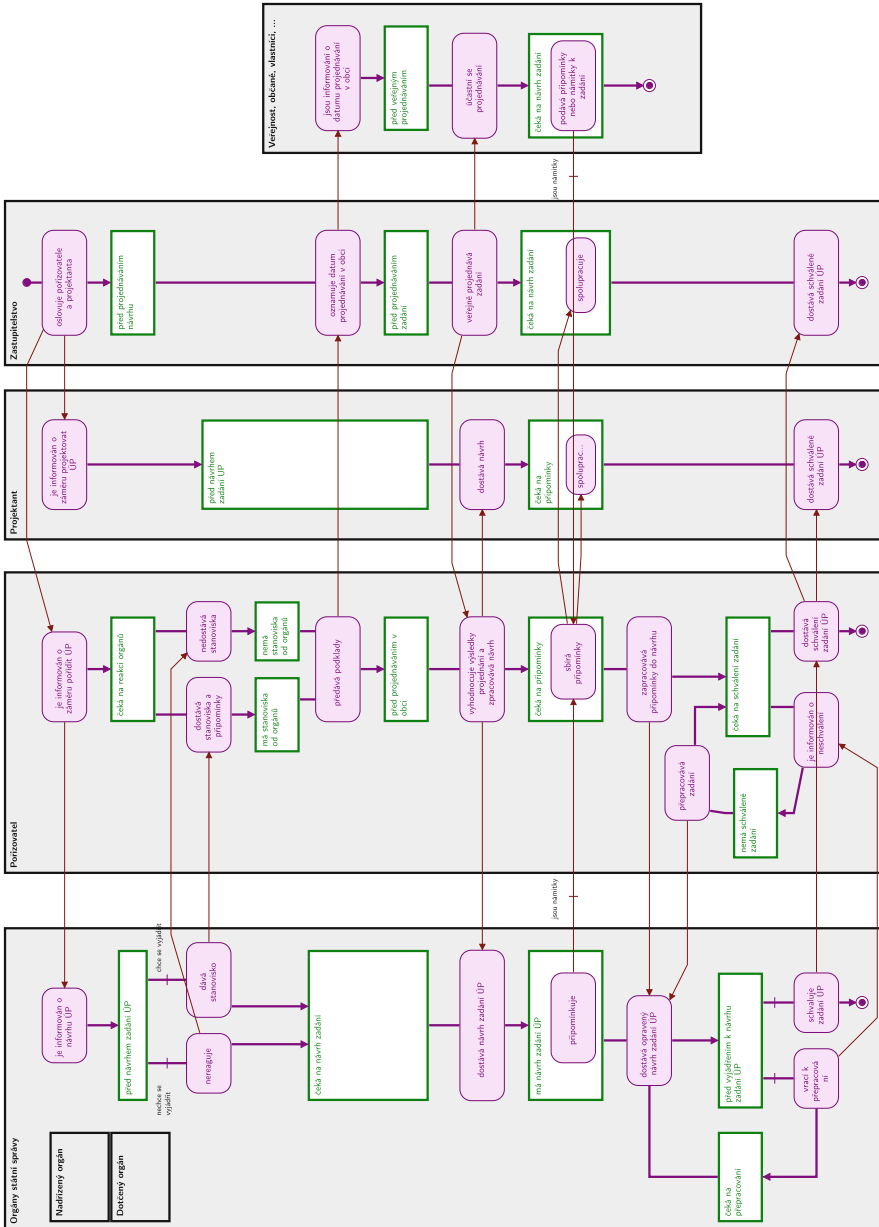 Veřejnost, občané, vlastníci, ...
jsou informování o
datumu projednávání
v obci
před veřejným
projednáváním
účastní se
projednávání
čeká na návrh zadání
podává připomínky
nebo námitky k
zadání
jsou námitky
Zastupitelstvo
oslovuje pořizovatele
a projektanta
před projednáváním
návrhu
oznamuje datum
projednávání v obci
před projednáváním
zadání
veřejně projednává
zadání
čeká na návrh zadání
spolupracuje
dostává schválené
zadání ÚP
Projektant
je informován o
záměru projektovat
ÚP
před návrhem
zadání ÚP
dostává návrh
čeká na
připomínky
spoluprac...
dostává schválené
zadání ÚP
Pořizovatel
je informován o
záměru pořídit ÚP
čeká na reakci orgánů
nedostává
stanoviska
dostává
stanoviska a
připomínky
nemá
stanoviska
od orgánů
má stanoviska
od orgánů
předává podklady
před projednáváním v
obci
vyhodnocuje výsledky
projednání a
zpracovává návrh
čeká na připomínky
sbírá
připomínky
zapracovává
připomínky do návrhu
přepracovává
zadání
čeká na schválení zadání
nemá schválené
zadání
dostává
schválení
zadání ÚP
je informován o
neschválení
jsou námitky
Orgány státní správy
Nadřízený orgán
Dotčený orgán
je informován o
návrhu ÚP
před návrhem zadání ÚP
chce se vyjádřit
nechce se
vyjádřit
dává
stanovisko
nereaguje
čeká na návrh zadání
dostává návrh zadání ÚP
má návrh zadání ÚP
připomínkuje
dostává opravený
návrh zadání ÚP
před vyjádřením k návrhu
zadání ÚP
čeká na
přepracování
schvaluje
zadání ÚP
vrací k
přepracová
ní